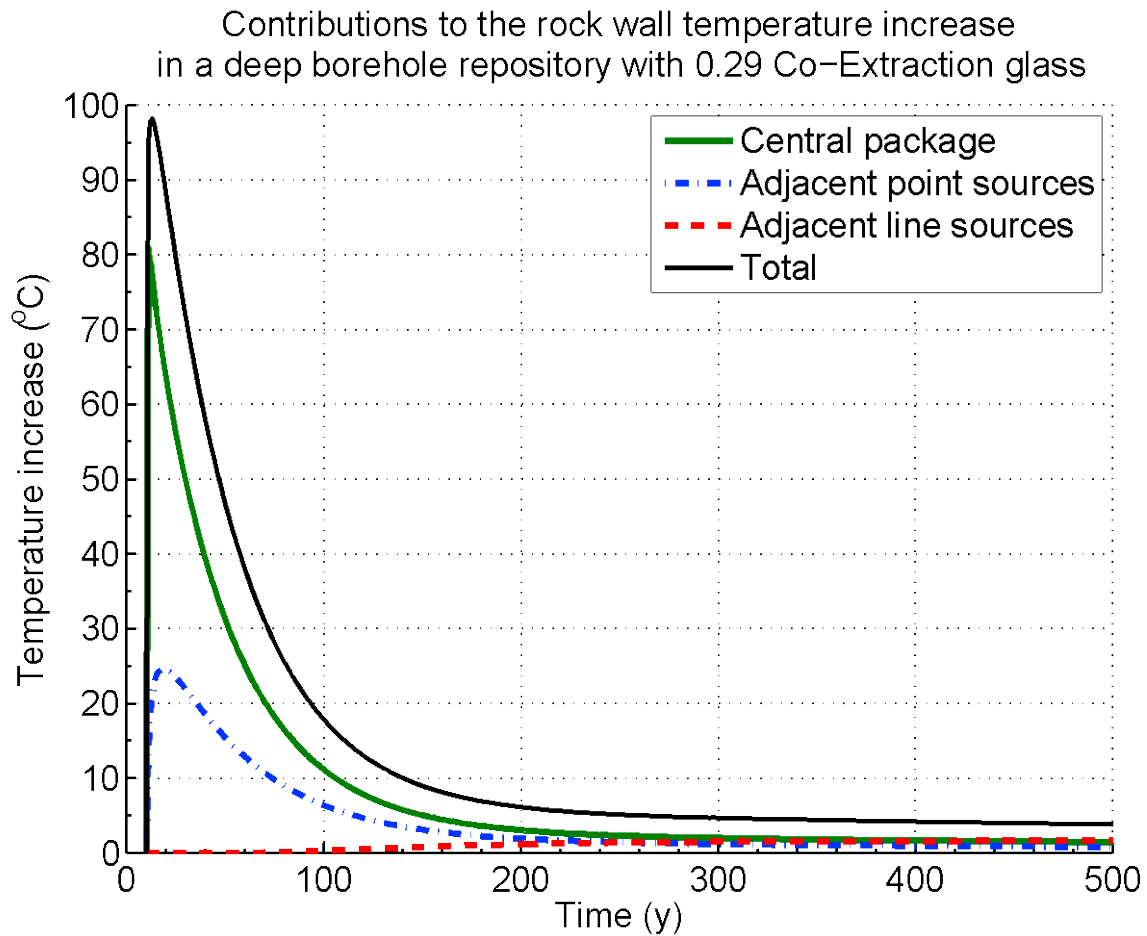 Contributions to the rock wall temperature increase
in a deep borehole repository with 0.29 Co−Extraction glass
100
90
80
70
60
50
40
30
20
10
0
Temperature increase (°C)
Central package
Adjacent point sources
Adjacent line sources
Total
0 100 200 300 400 500
Time (y)